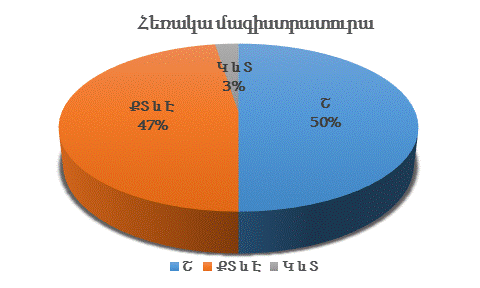 Հեռակա մագիստրատուրա
Կ և Տ
3%
ՔՏ և Է
47%
Շ
50%
Շ ՔՏ և Է Կ և Տ